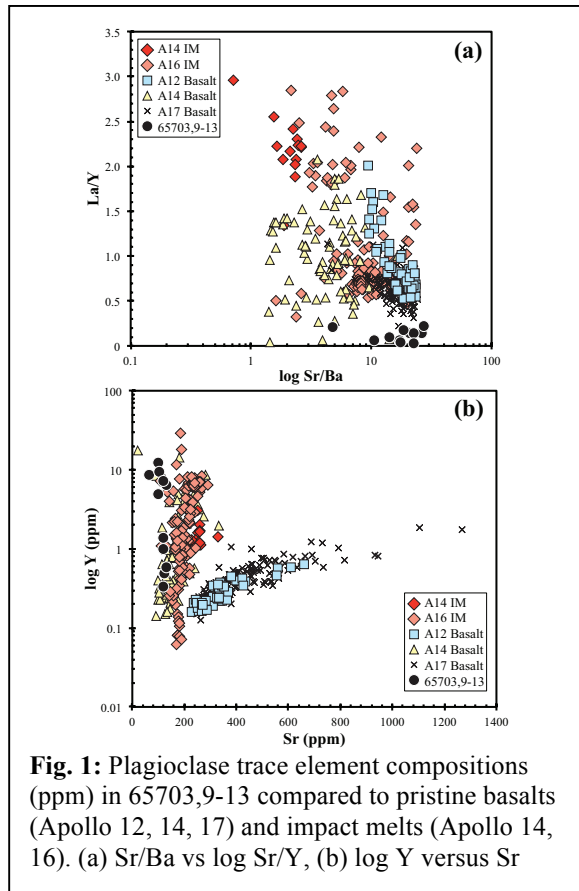 (a)
A14 IM
A16 IM
A12 Basalt
A14 Basalt
A17 Basalt
65703,9-13
La/Y
3.5
3.0
2.5
2.0
1.5
1.0
0.5
0
0.1
1
10
100
log Sr/Ba
(b)
log Y (ppm)
100
10
1
0.1
0.01
A14 IM
A16 IM
A12 Basalt
A14 Basalt
A17 Basalt
65703,9-13
0
200
400
600
800
1000
1200
1400
Sr (ppm)
Fig. 1: Plagioclase trace element compositions
(ppm) in 65703,9-13 compared to pristine basalts
(Apollo 12, 14, 17) and impact melts (Apollo 14,
16). (a) Sr/Ba vs log Sr/Y, (b) log Y versus Sr